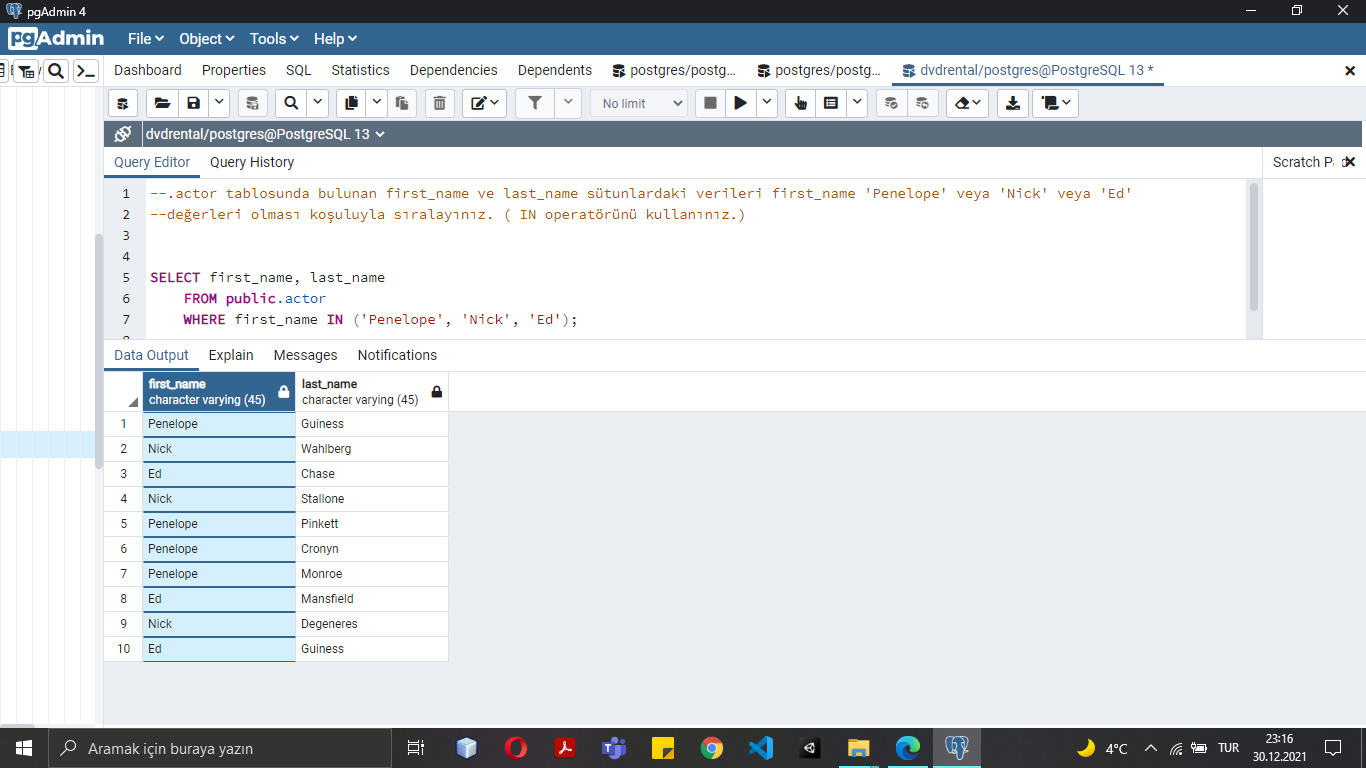 pgAdmin 4
pgAdmin File Object Tools Help
Dashboard Properties SQL Statistics Dependencies Dependents postgres/postg... postgres/postg... dvdrental/postgres@PostgreSQL 13 *
No limit
dvdrental/postgres@PostgreSQL 13
Query Editor Query History Scratch P
1 --.actor tablosunda bulunan first_name ve last_name sütunlardaki verileri first_name 'Penelope' veya 'Nick' veya 'Ed'
2 --değerleri olması koşuluyla sıralayınız. ( IN operatörünü kullanınız.)
3
4
5 SELECT first_name, last_name
6 FROM public.actor
7 WHERE first_name IN ('Penelope', 'Nick', 'Ed');
Data Output Explain Messages Notifications
first_name last_name
character varying (45) character varying (45)
1 Penelope Guiness
2 Nick Wahlberg
3 Ed Chase
4 Nick Stallone
5 Penelope Pinkett
6 Penelope Cronyn
7 Penelope Monroe
8 Ed Mansfield
9 Nick Degeneres
10 Ed Guiness
Aramak için buraya yazın 4°C TUR 23:16
30.12.2021